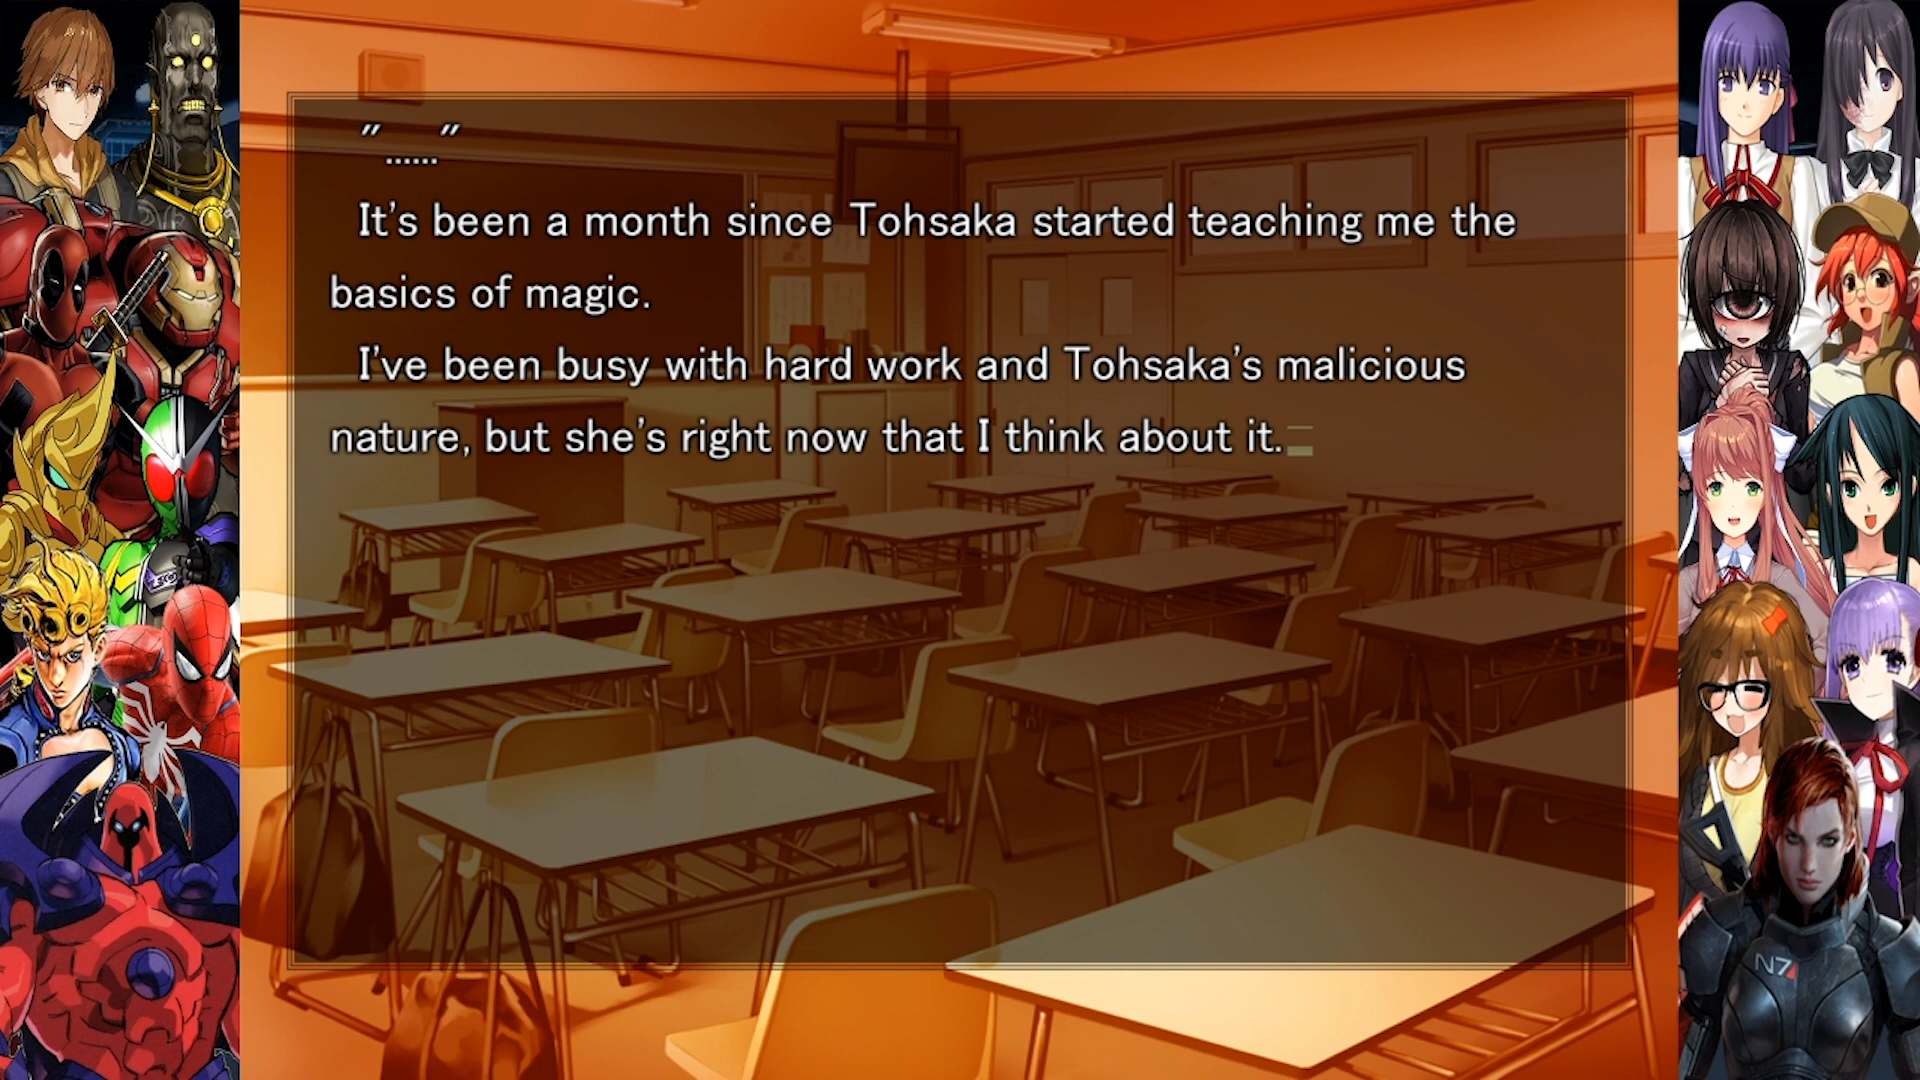 "......"
It's been a month since Tohsaka started teaching me the
basics of magic.
I've been busy with hard work and Tohsaka's malicious
nature, but she's right now that I think about it.
N7